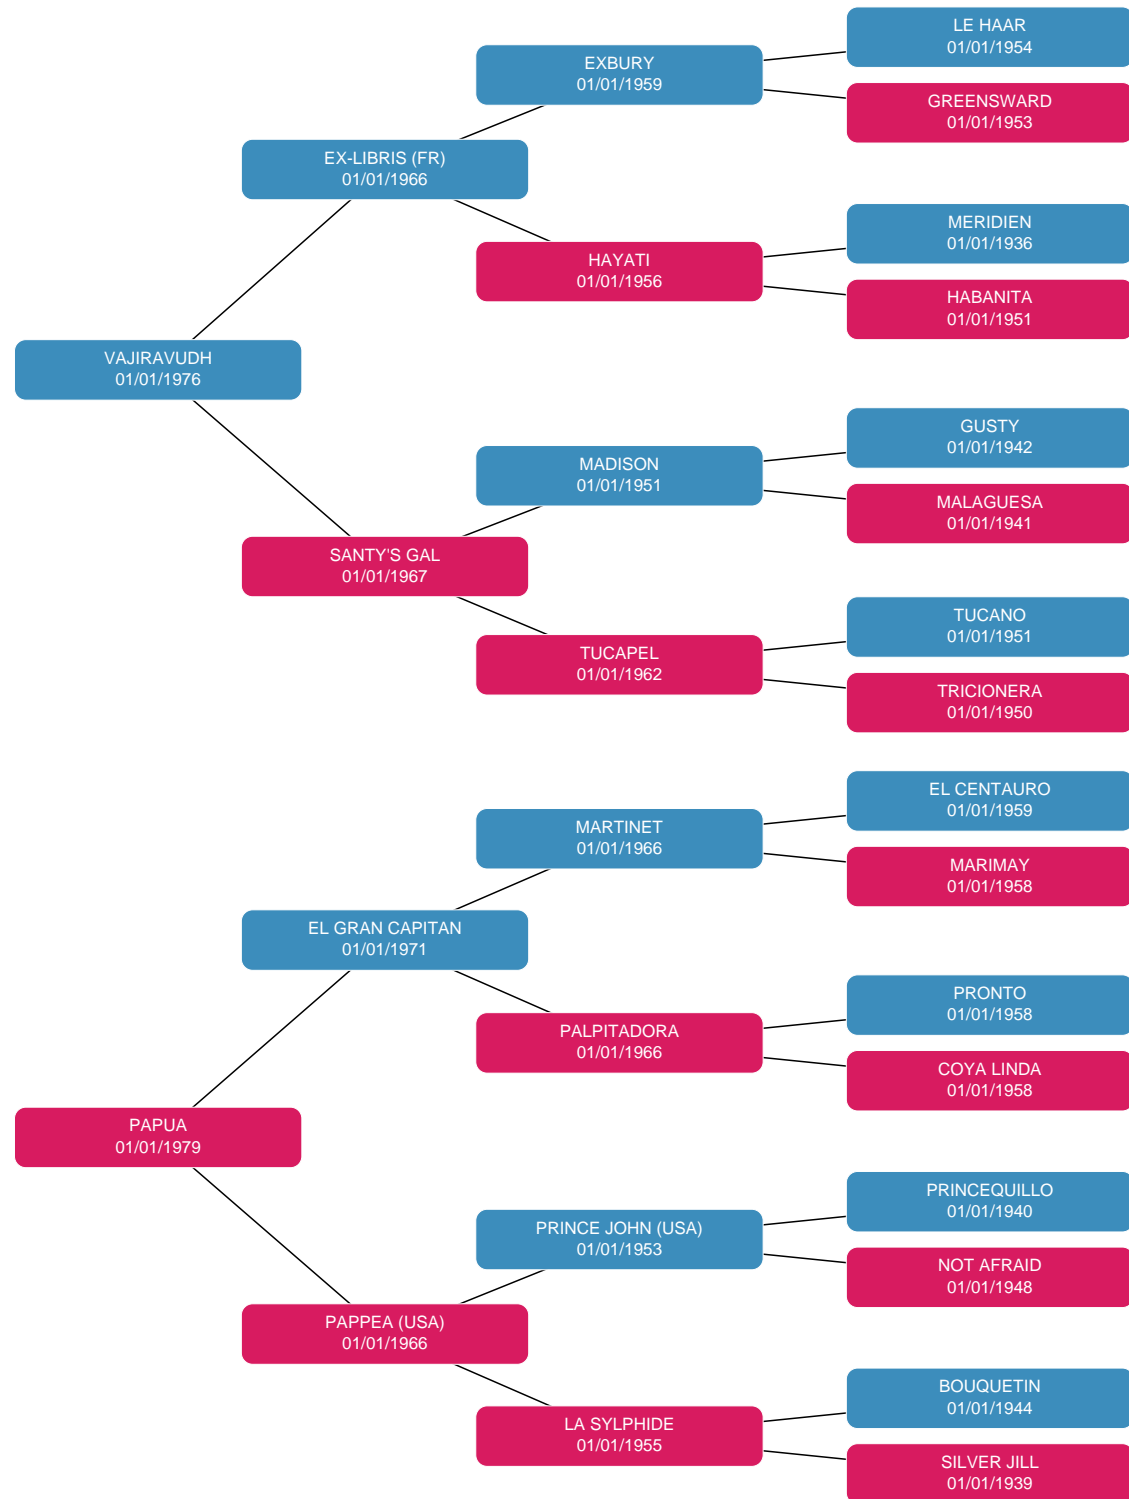 LE HAAR
01/01/1954
EXBURY
01/01/1959
GREENSWARD
01/01/1953
EX-LIBRIS (FR)
01/01/1966
MERIDIEN
01/01/1936
HAYATI
01/01/1956
HABANITA
01/01/1951
VAJIRAVUDH
01/01/1976
GUSTY
01/01/1942
MADISON
01/01/1951
MALAGUESA
01/01/1941
SANTY'S GAL
01/01/1967
TUCANO
01/01/1951
TUCAPEL
01/01/1962
TRICIONERA
01/01/1950
EL CENTAURO
01/01/1959
MARTINET
01/01/1966
MARIMAY
01/01/1958
EL GRAN CAPITAN
01/01/1971
PRONTO
01/01/1958
PALPITADORA
01/01/1966
COYA LINDA
01/01/1958
PAPUA
01/01/1979
PRINCEQUILLO
01/01/1940
PRINCE JOHN (USA)
01/01/1953
NOT AFRAID
01/01/1948
PAPPEA (USA)
01/01/1966
BOUQUETIN
01/01/1944
LA SYLPHIDE
01/01/1955
SILVER JILL
01/01/1939